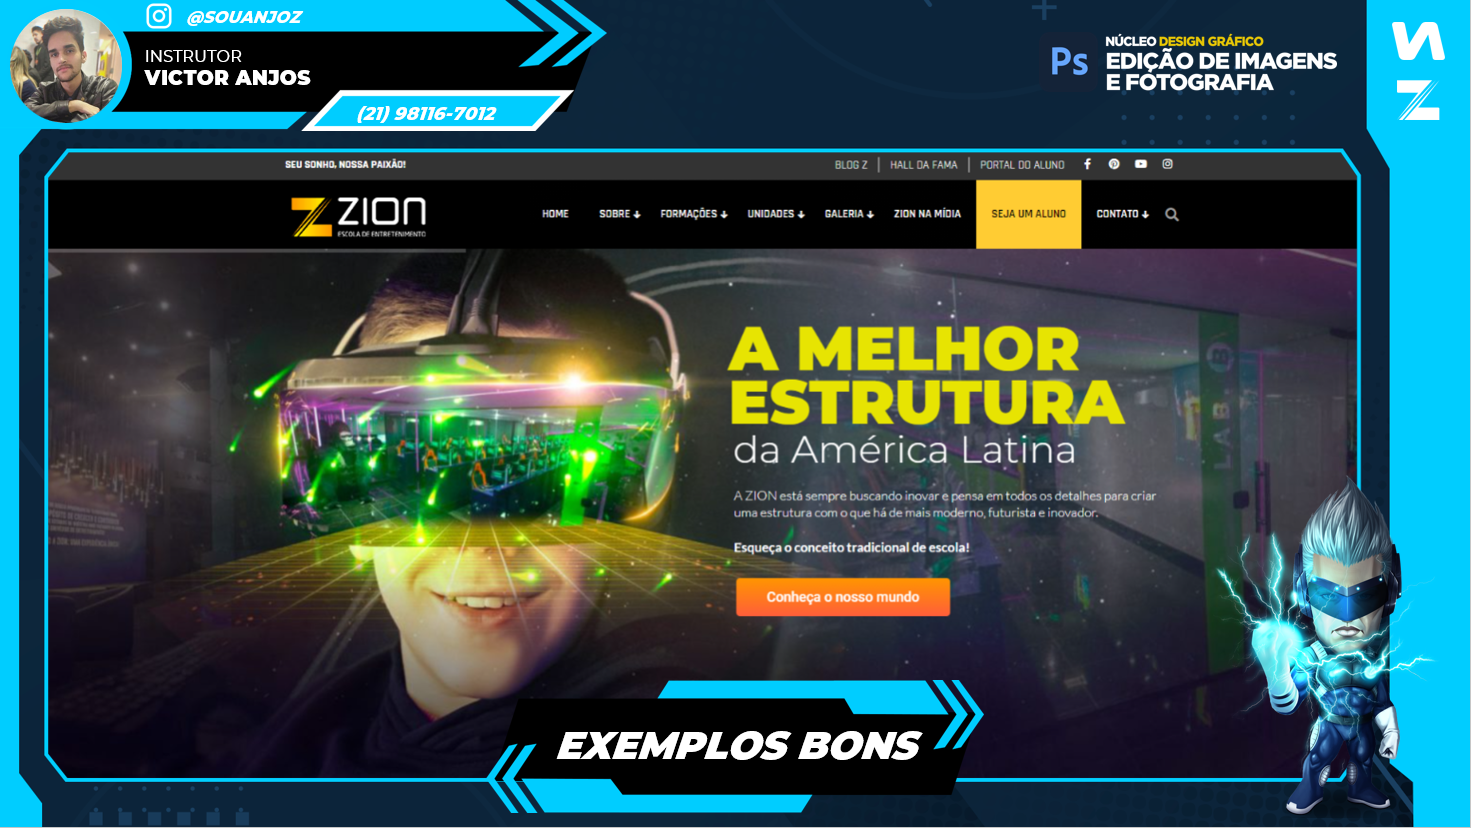 @SOUANJOZ
INSTRUTOR
VICTOR ANJOS
(21) 98116-7012
Ps
NÚCLEO DESIGN GRÁFICO
EDIÇÃO DE IMAGENS
E FOTOGRAFIA
SEU SONHO, NOSSA PAIXÃO!
BLOG Z | HALL DA FAMA | PORTAL DO ALUNO
ZION
ESCOLA DE ENTRETENIMENTO
HOME SOBRE FORMAÇÕES UNIDADES GALERIA ZION NA MÍDIA SEJA UM ALUNO CONTATO
A MELHOR
ESTRUTURA
da América Latina
A ZION está sempre buscando inovar e pensa em todos os detalhes para criar
uma estrutura com o que há de mais moderno, futurista e inovador.
Esqueça o conceito tradicional de escola!
Conheça o nosso mundo
LAB B
EXEMPLOS BONS